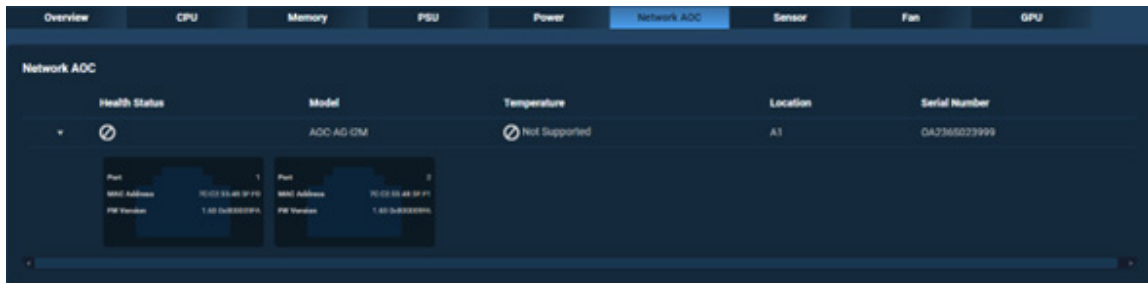 Overview CPU Memory PSU Power Network AOC Sensor Fan GPU
Network AOC
Health Status Model Temperature Location Serial Number
AOC-AG-I2M Not Supported A1 OA236S023999
Port 1 Port 2
MAC Address MAC Address
FW Version FW Version